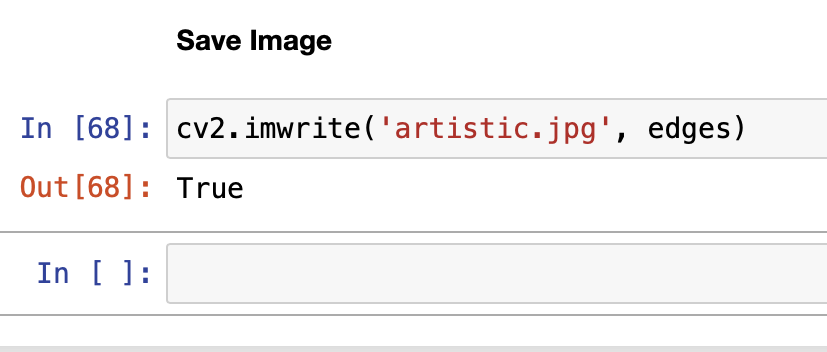 Save Image
In [68]: cv2.imwrite('artistic.jpg', edges)
Out[68]: True
In [ ]: